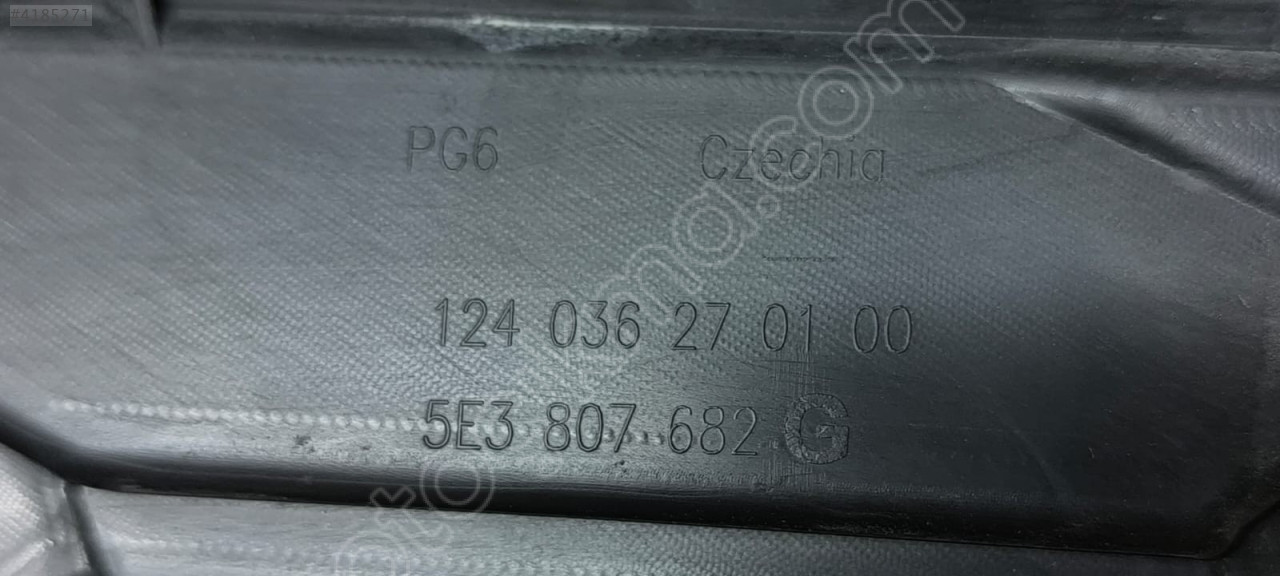 #4185271
PG6 Czechia
124 036 27 01 00
5E3 807 682 G